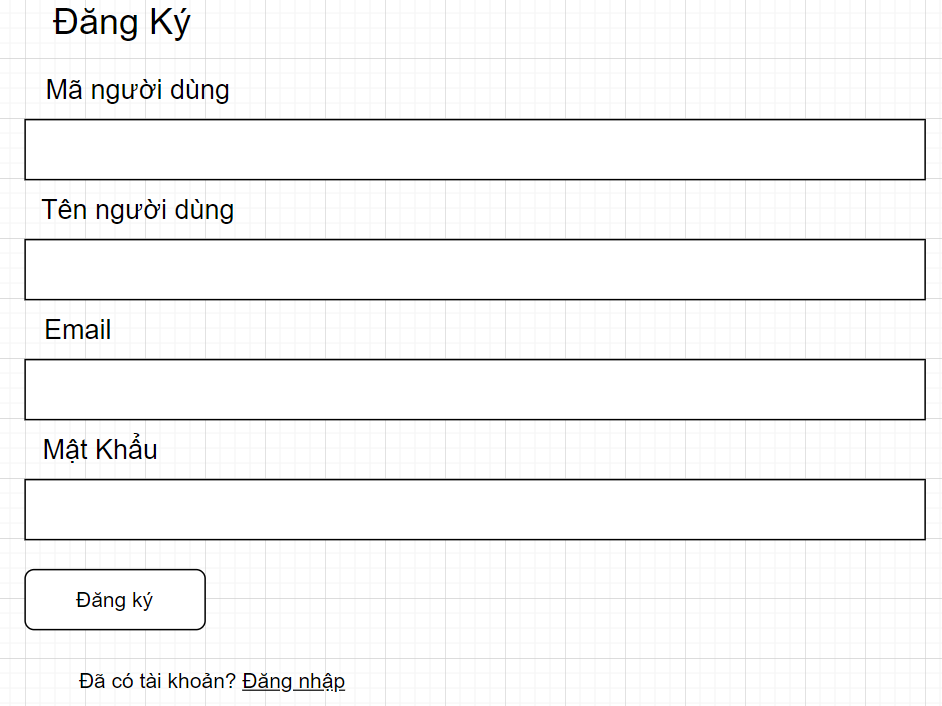 Đăng Ký
Mã người dùng
Tên người dùng
Email
Mật Khẩu
Đăng ký
Đã có tài khoản? Đăng nhập